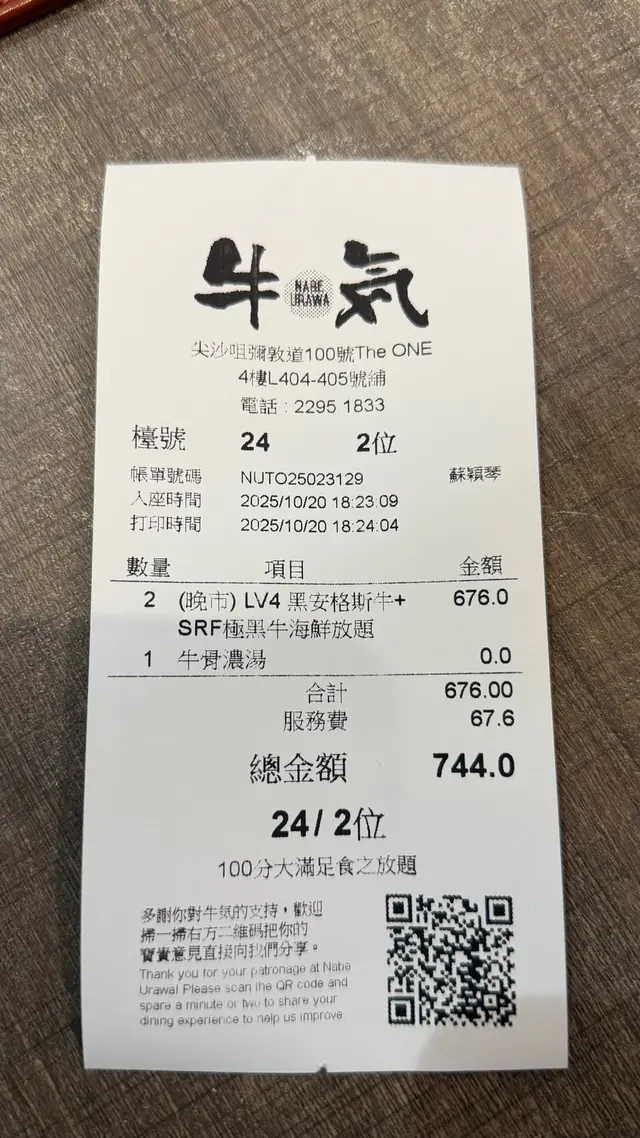 牛気
NABE
URAWA
尖沙咀彌敦道100號The ONE
4樓L404-405號鋪
電話 : 2295 1833
檯號 24 2位
帳單號碼 NUTO25023129 蘇穎琴
入座時間 2025/10/20 18:23:09
打印時間 2025/10/20 18:24:04
數量 項目 金額
2 (晚市) LV4 黑安格斯牛+ 676.0
SRF極黑牛海鮮放題
1 牛骨濃湯 0.0
合計 676.00
服務費 67.6
總金額 744.0
24/ 2位
100分大滿足食之放題
多謝你對牛気的支持，歡迎
掃一掃右方二維碼把你的
寶貴意見直接向我們分享。
Thank you for your patronage at Nabe
Urawa! Please scan the QR code and
spare a minute or two to share your
dining experience to help us improve.